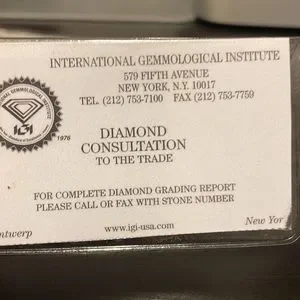 INTERNATIONAL GEMMOLOGICAL INSTITUTE
579 FIFTH AVENUE
NEW YORK, N.Y. 10017
TEL. (212) 753-7100 FAX (212) 753-7750
IGI
1976
DIAMOND
CONSULTATION
TO THE TRADE
FOR COMPLETE DIAMOND GRADING REPORT
PLEASE CALL OR FAX WITH STONE NUMBER
www.igi-usa.com
ntwerp
New Yor